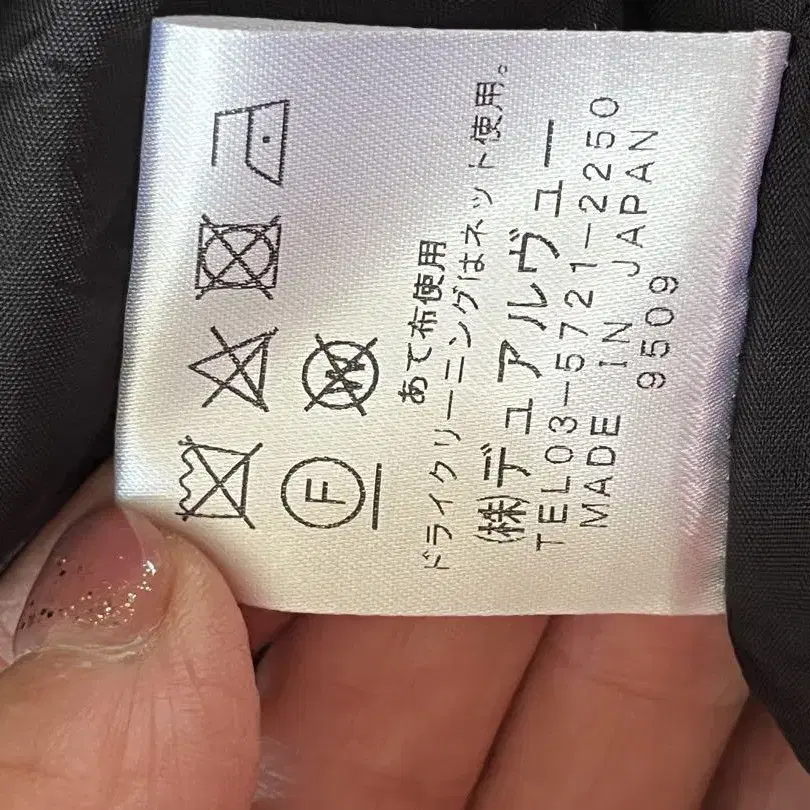 F W
あて布使用
ドライクリーニングはネット使用。
(株)デュアルヴュー
TEL03-5721-2250
MADE IN JAPAN
9509